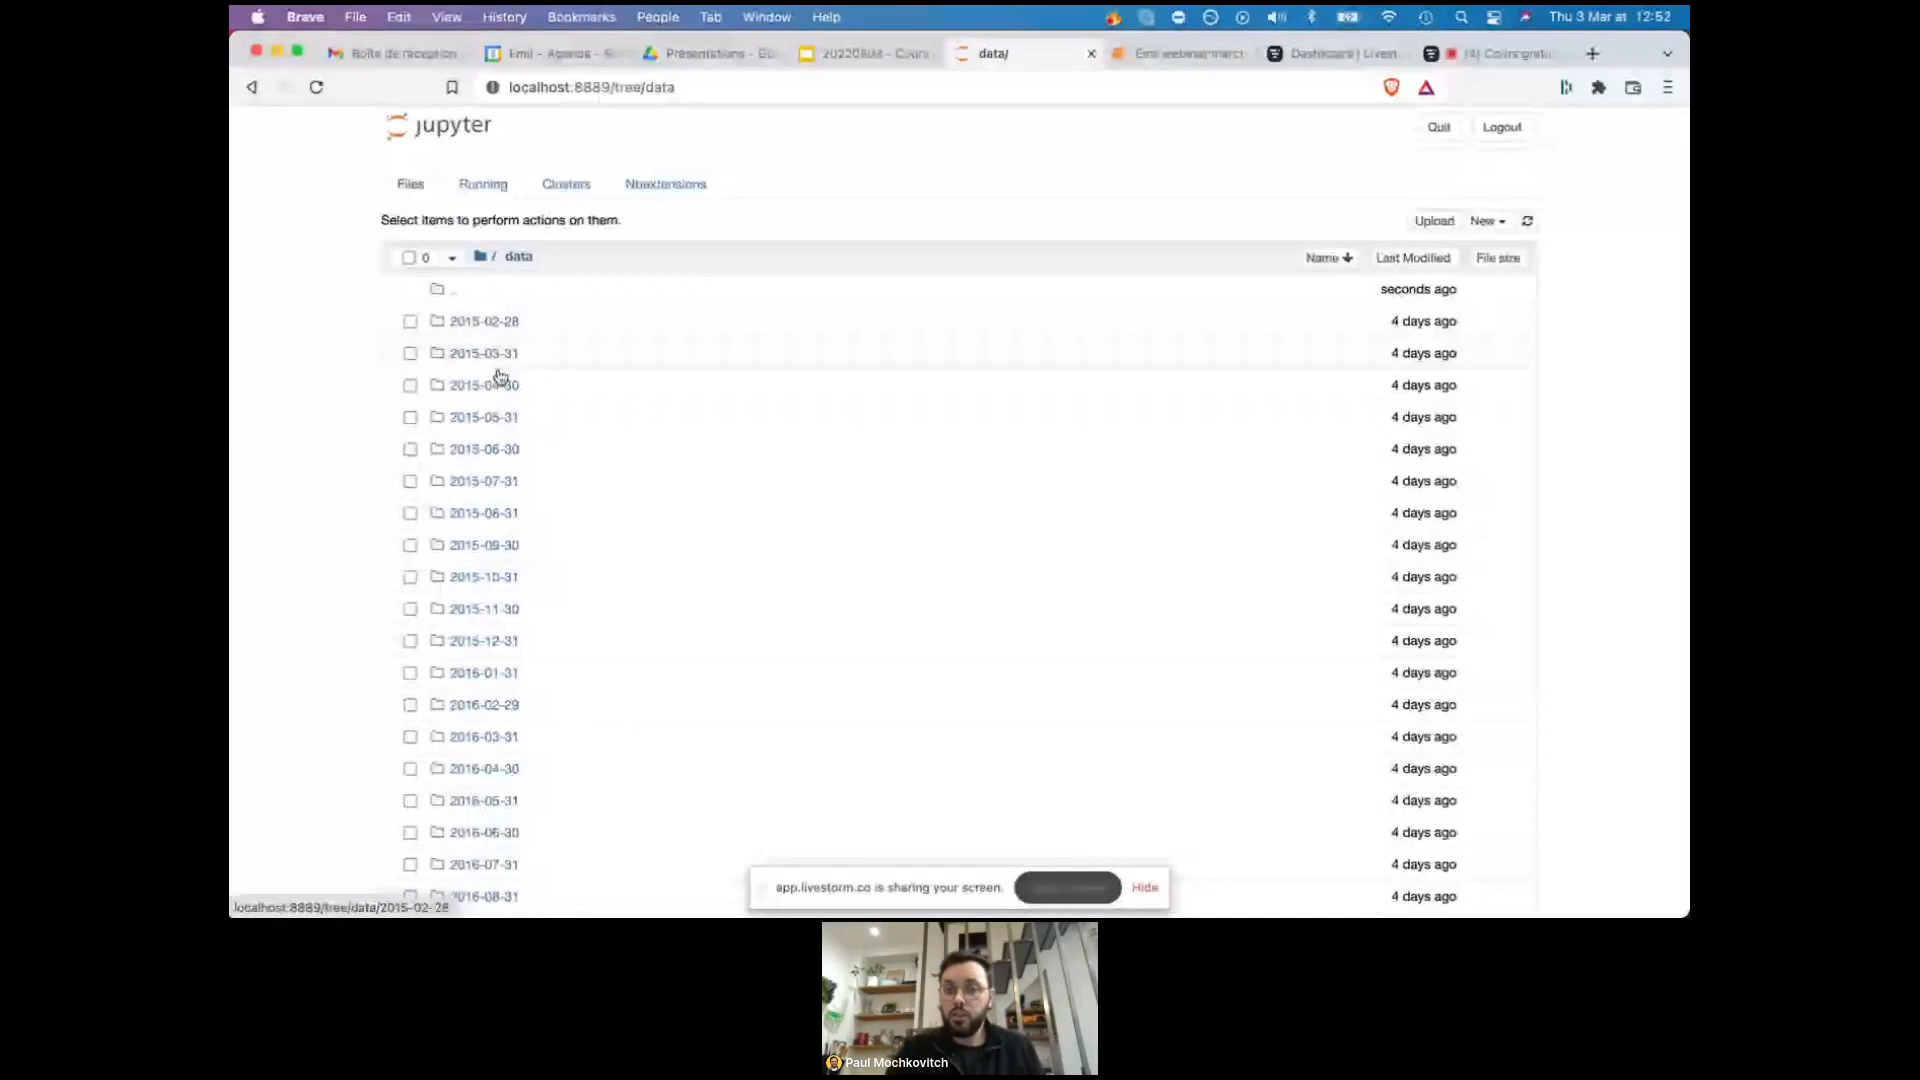 Brave File Edit View History Bookmarks People Tab Window Help Thu 3 Mar at 12:52
Boîte de réception Présentations - data/ Dashboard | Livest
localhost:8889/tree/data
jupyter
Quit Logout
Files Running Clusters Nbextensions
Select items to perform actions on them.
Upload New
0 / data Name Last Modified File size
.. seconds ago
2015-02-28 4 days ago
2015-03-31 4 days ago
2015-04-30 4 days ago
2015-05-31 4 days ago
2015-06-30 4 days ago
2015-07-31 4 days ago
2015-08-31 4 days ago
2015-09-30 4 days ago
2015-10-31 4 days ago
2015-11-30 4 days ago
2015-12-31 4 days ago
2016-01-31 4 days ago
2016-02-29 4 days ago
2016-03-31 4 days ago
2016-04-30 4 days ago
2016-05-31 4 days ago
2016-06-30 4 days ago
2016-07-31 4 days ago
2016-08-31 4 days ago
app.livestorm.co is sharing your screen. Hide
localhost:8889/tree/data/2015-02-28
Paul Mochkovitch